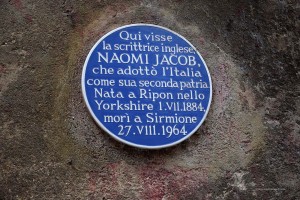 Qui visse
la scrittrice inglese,
NAOMI JACOB,
che adottò l'Italia
come sua seconda patria.
Nata a Ripon nello
Yorkshire 1.VII.1884,
morì a Sirmione
27.VIII.1964